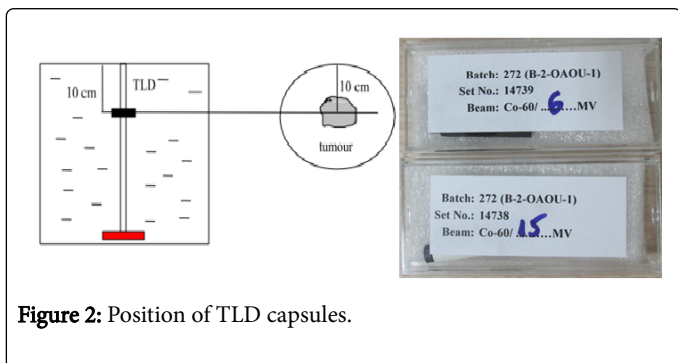 10 cm
TLD
10 cm
tumour
Batch: 272 (B-2-OAOU-1)
Set No.: 14739
Beam: Co-60/ ....6....MV
Batch: 272 (B-2-OAOU-1)
Set No.: 14738
Beam: Co-60/ ..15....MV
Figure 2: Position of TLD capsules.